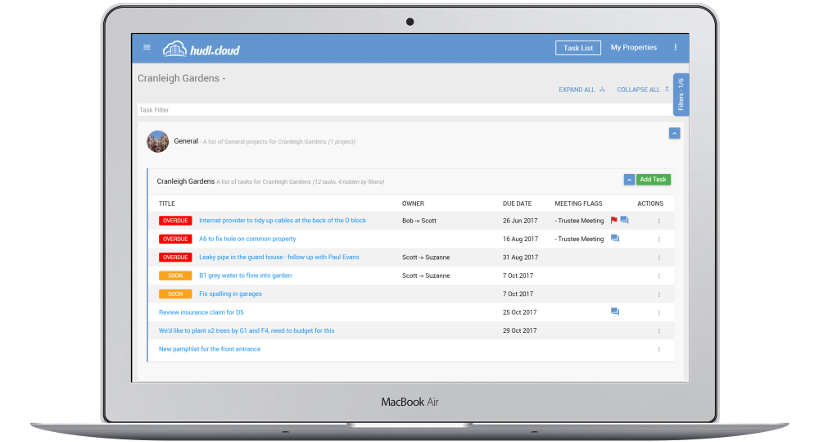 hudl.cloud
Task List My Properties
Cranleigh Gardens -
EXPAND ALL COLLAPSE ALL
Filters - 1/6
Task Filter
General - A list of General projects for Cranleigh Gardens (1 project)
Cranleigh Gardens A list of tasks for Cranleigh Gardens (12 tasks, 4 hidden by filters)
Add Task
TITLE OWNER DUE DATE MEETING FLAGS ACTIONS
OVERDUE Internet provider to tidy up cables at the back of the D block Bob -> Scott 26 Jun 2017 - Trustee Meeting
OVERDUE A6 to fix hole on common property 16 Aug 2017 - Trustee Meeting
OVERDUE Leaky pipe in the guard house - follow up with Paul Evans Scott -> Suzanne 31 Aug 2017
SOON B1 grey water to flow into garden Scott -> Suzanne 7 Oct 2017
SOON Fix spalling in garages 7 Oct 2017
Review insurance claim for D5 25 Oct 2017
We'd like to plant x2 trees by G1 and F4, need to budget for this 29 Oct 2017
New pamphlet for the front entrance
MacBook Air